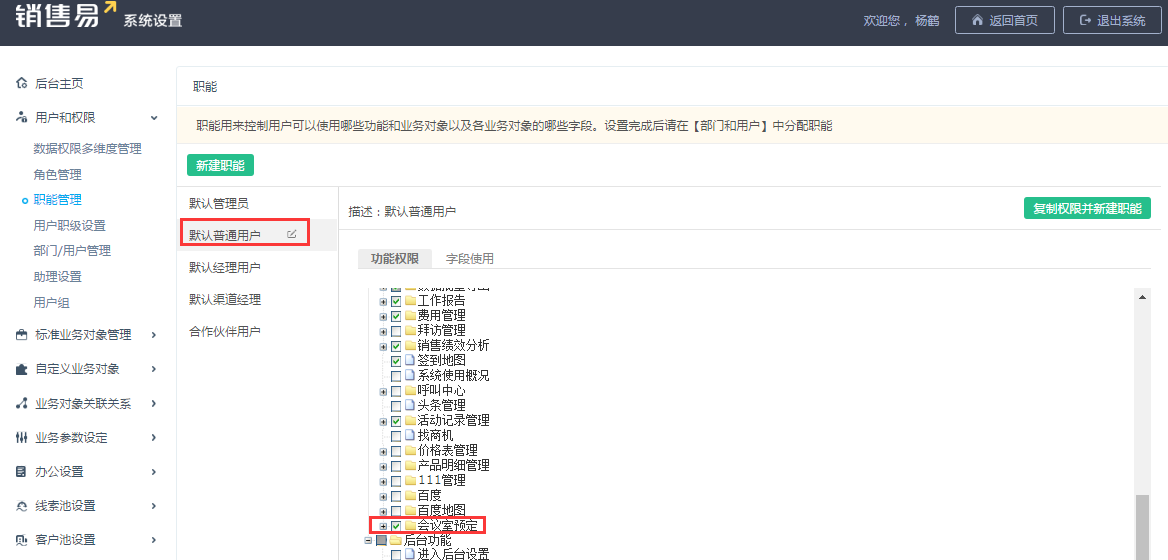 销售易 系统设置
欢迎您， 杨鹤
返回首页
退出系统
后台主页
用户和权限
数据权限多维度管理
角色管理
职能管理
用户职级设置
部门/用户管理
助理设置
用户组
标准业务对象管理
自定义业务对象
业务对象关联关系
业务参数设定
办公设置
线索池设置
客户池设置
职能
职能用来控制用户可以使用哪些功能和业务对象以及各业务对象的哪些字段。设置完成后请在【部门和用户】中分配职能
新建职能
默认管理员
默认普通用户
默认经理用户
默认渠道经理
合作伙伴用户
描述：默认普通用户
复制权限并新建职能
功能权限
字段使用
工作报告
费用管理
拜访管理
销售绩效分析
签到地图
系统使用概况
呼叫中心
头条管理
活动记录管理
找商机
价格表管理
产品明细管理
111管理
百度
百度地图
会议室预定
后台功能
进入后台设置